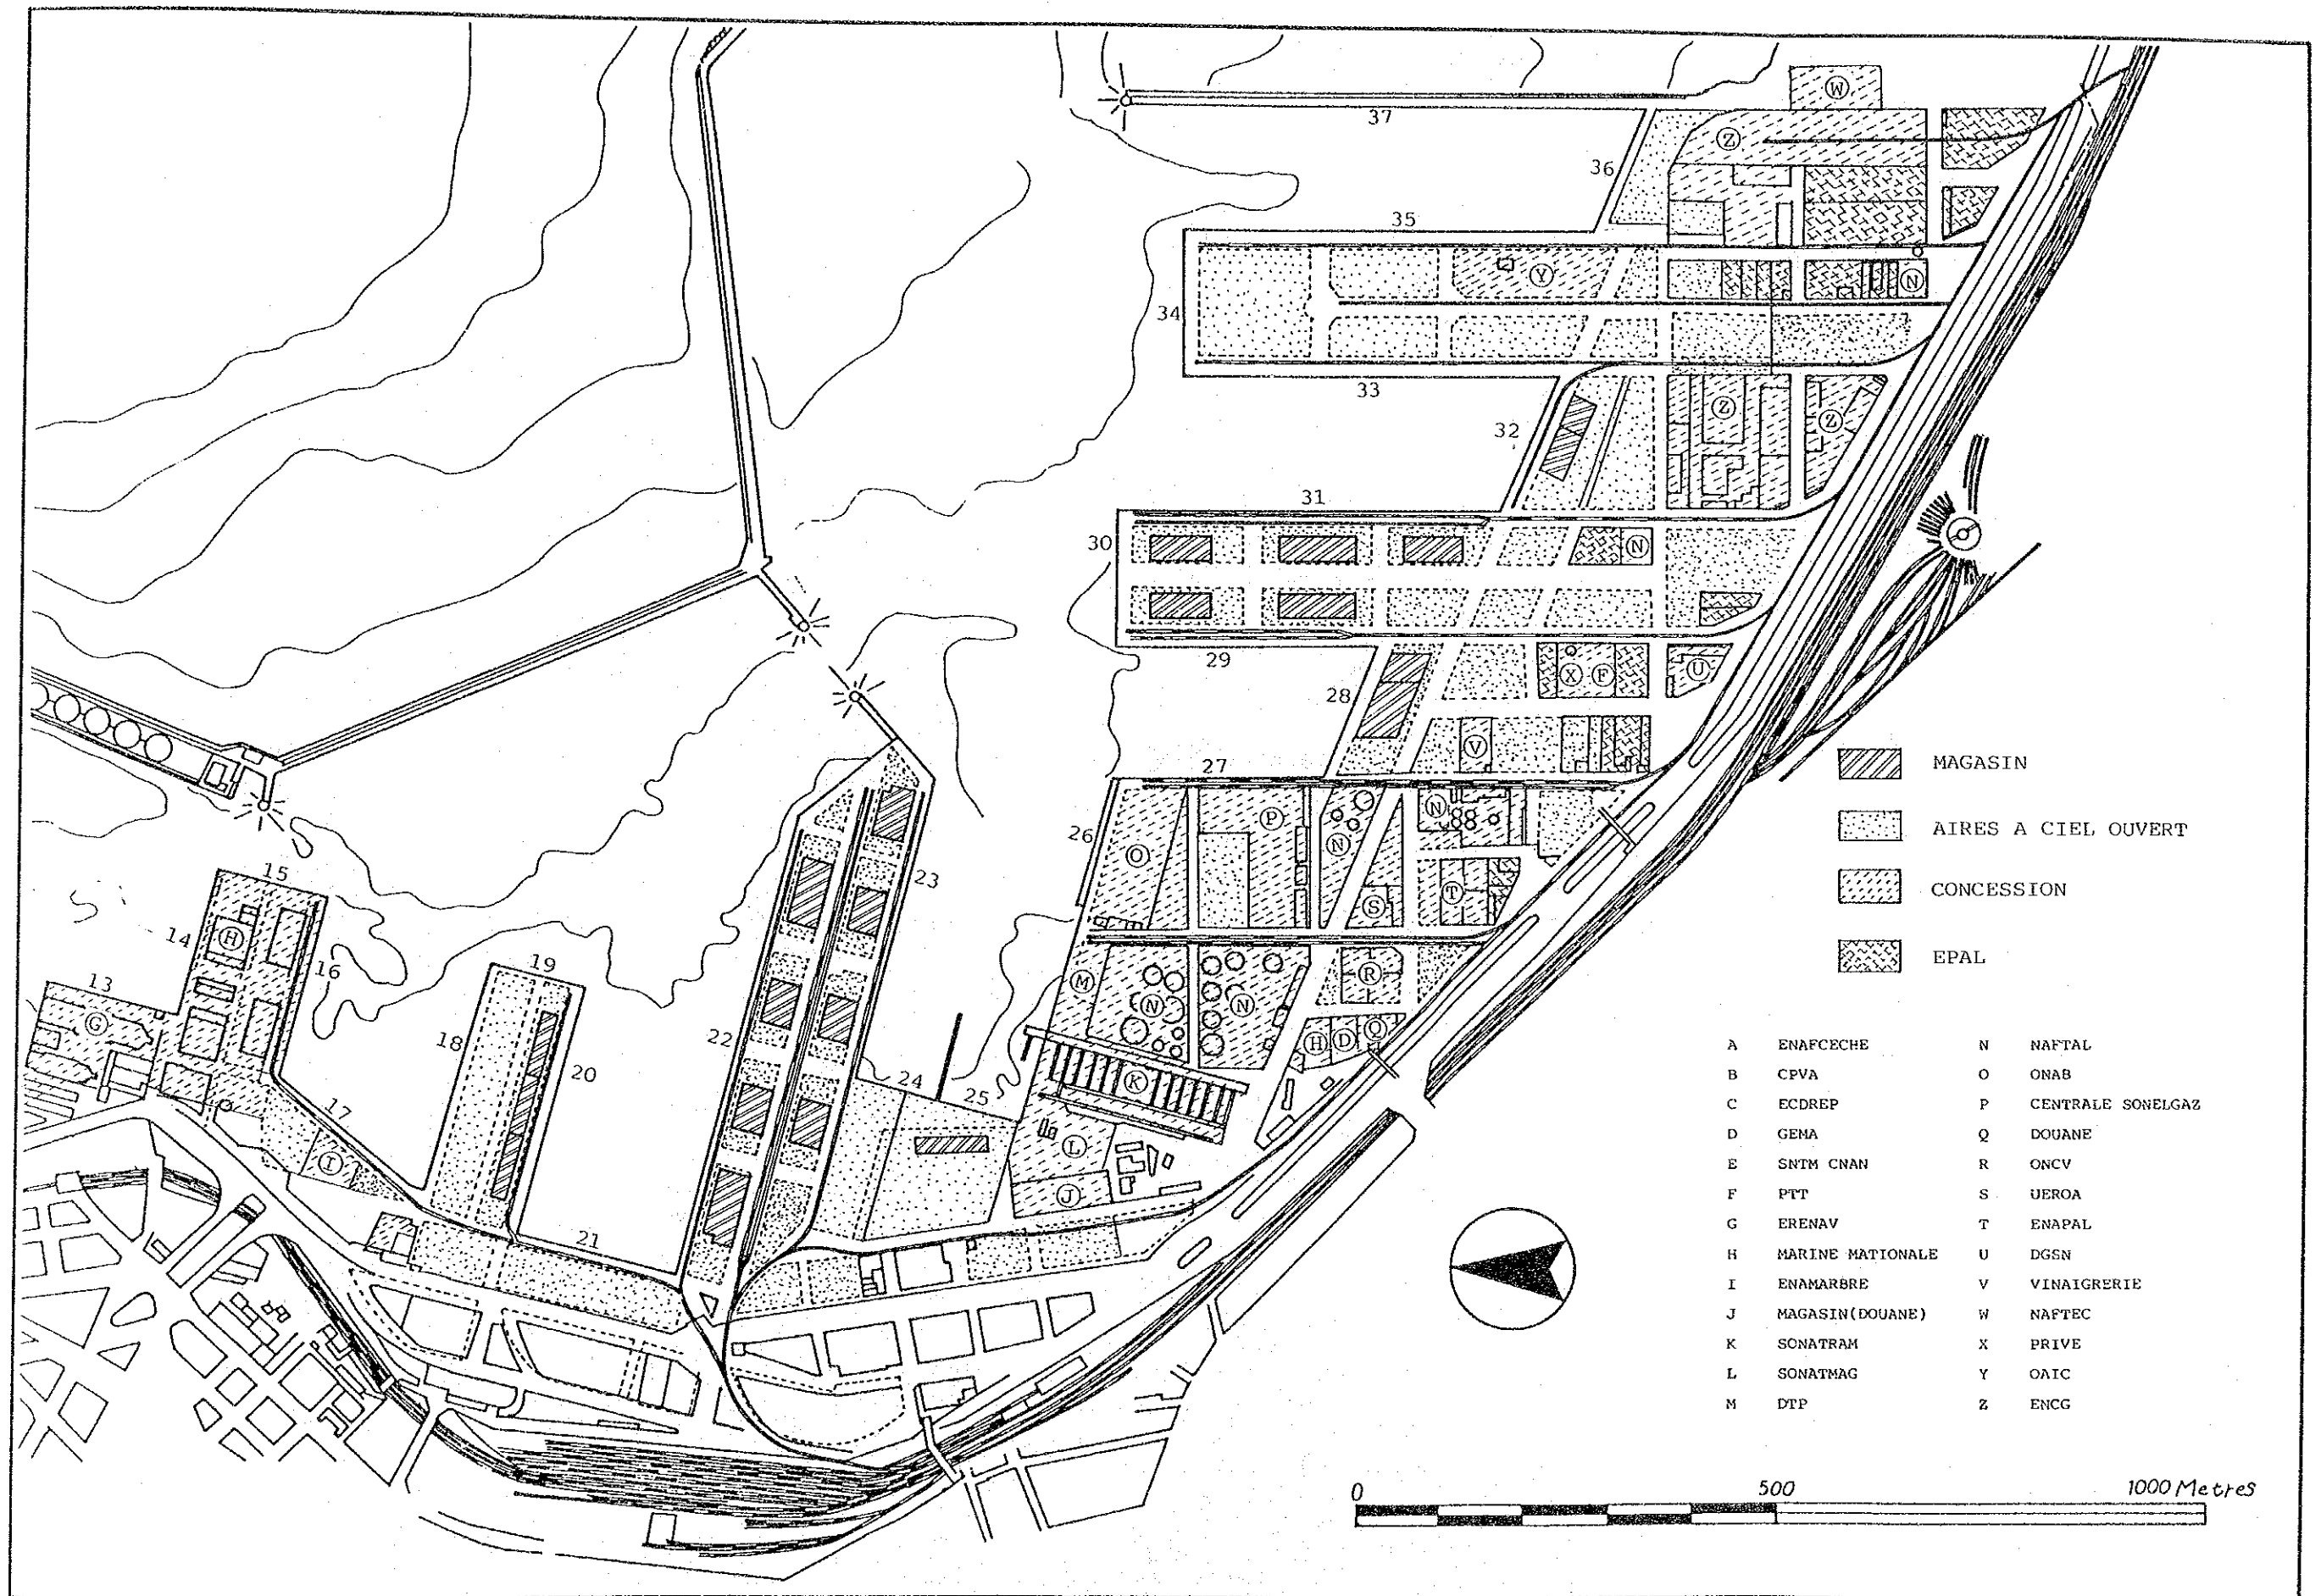 37
W
Z
36
35
Y
N
34
33
Z
Z
32
31
30
N
29
X
F
U
28
V
27
MAGASIN
26
O
P
N
N
AIRES A CIEL OUVERT
15
23
T
S
CONCESSION
14
H
16
19
R
EPAL
13
G
M
N
N
18
22
H
D
Q
20
24
K
17
25
I
L
J
21
A ENAFCECHE N NAFTAL
B CPVA O ONAB
C ECDREP P CENTRALE SONELGAZ
D GEMA Q DOUANE
E SNTM CNAN R ONCV
F PTT S UEROA
G ERENAV T ENAPAL
H MARINE MATIONALE U DGSN
I ENAMARBRE V VINAIGRERIE
J MAGASIN(DOUANE) W NAFTEC
K SONATRAM X PRIVE
L SONATMAG Y OAIC
M DTP Z ENCG
0 500 1000 Metres